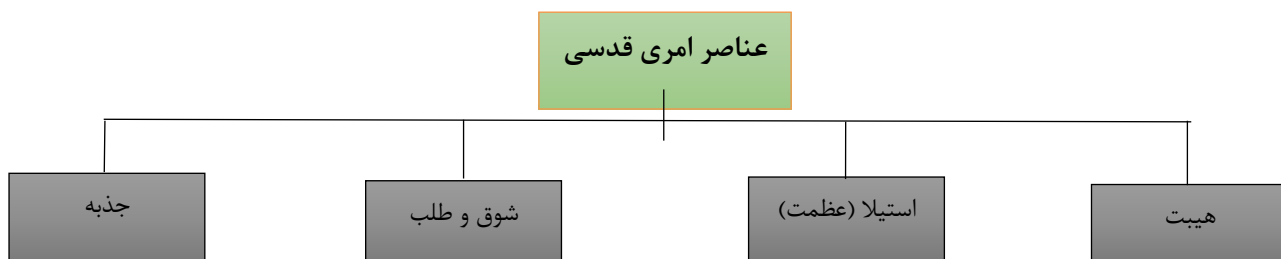 عناصر امری قدسی
هیبت
استیلا (عظمت)
شوق و طلب
جذبه